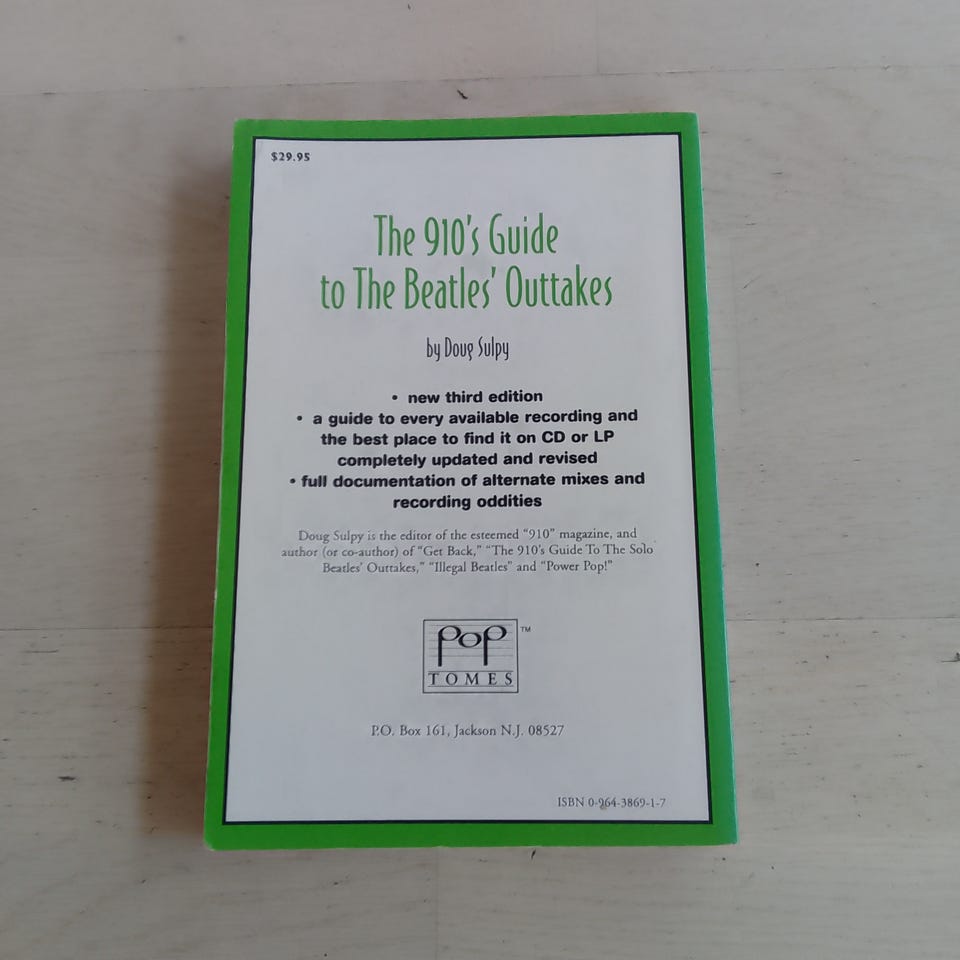 $29.95
The 910's Guide
to The Beatles' Outtakes
by Doug Sulpy
• new third edition
• a guide to every available recording and
the best place to find it on CD or LP
completely updated and revised
• full documentation of alternate mixes and
recording oddities
Doug Sulpy is the editor of the esteemed "910" magazine, and
author (or co-author) of "Get Back," "The 910's Guide To The Solo
Beatles' Outtakes," "Illegal Beatles" and "Power Pop!"
POP ™
TOMES
P.O. Box 161, Jackson N.J. 08527
ISBN 0-964-3869-1-7